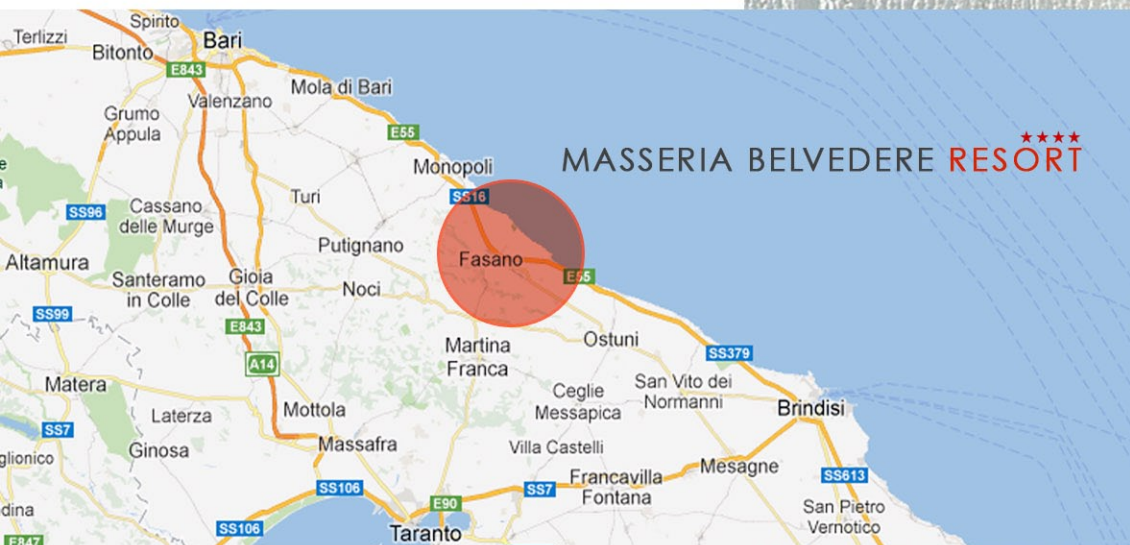 Spinto
Terlizzi
Bari
Bitonto
E843
Mola di Bari
Valenzano
Grumo
Appula
E55
★★★★
MASSERIA BELVEDERE RESORT
Monopoli
SS16
Turi
Cassano
delle Murge
SS96
Putignano
Fasano
Altamura
Santeramo
in Colle
Gioia
del Colle
E55
Noci
SS99
E843
Ostuni
Martina
Franca
SS379
A14
Matera
San Vito dei
Normanni
Ceglie
Messapica
Laterza
Mottola
Brindisi
SS7
Massafra
Villa Castelli
Ginosa
glionico
Mesagne
SS106
SS7
Francavilla
Fontana
SS613
E90
San Pietro
Vernotico
dina
SS106
Taranto
E847